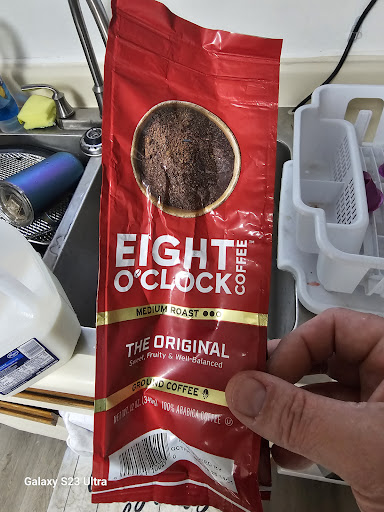 EIGHT
O'CLOCK
COFFEE
MEDIUM ROAST
THE ORIGINAL
Sweet, Fruity & Well-Balanced
GROUND COFFEE
100% ARABICA COFFEE
Galaxy S23 Ultra